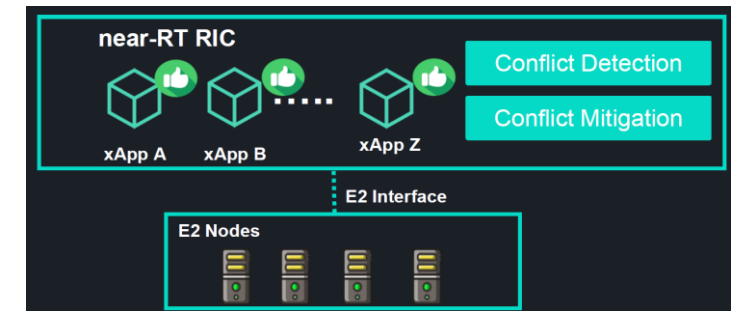 near-RT RIC
Conflict Detection
Conflict Mitigation
xApp A
xApp B
xApp Z
E2 Interface
E2 Nodes